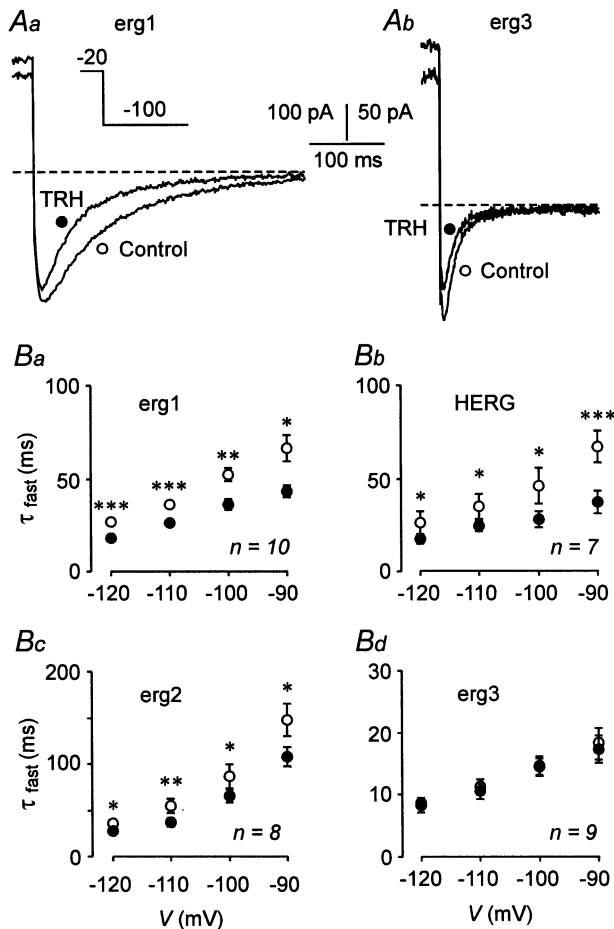 Aa
erg1
Ab
erg3
-20
-100
100 pA
50 pA
100 ms
TRH
Control
TRH
Control
Ba
erg1
100
50
0
τ fast (ms)
***
***
**
*
n = 10
-120 -110 -100 -90
Bb
HERG
100
50
0
*
*
*
***
n = 7
-120 -110 -100 -90
Bc
erg2
200
100
0
τ fast (ms)
*
**
*
*
n = 8
-120 -110 -100 -90
V (mV)
Bd
erg3
30
20
10
0
n = 9
-120 -110 -100 -90
V (mV)